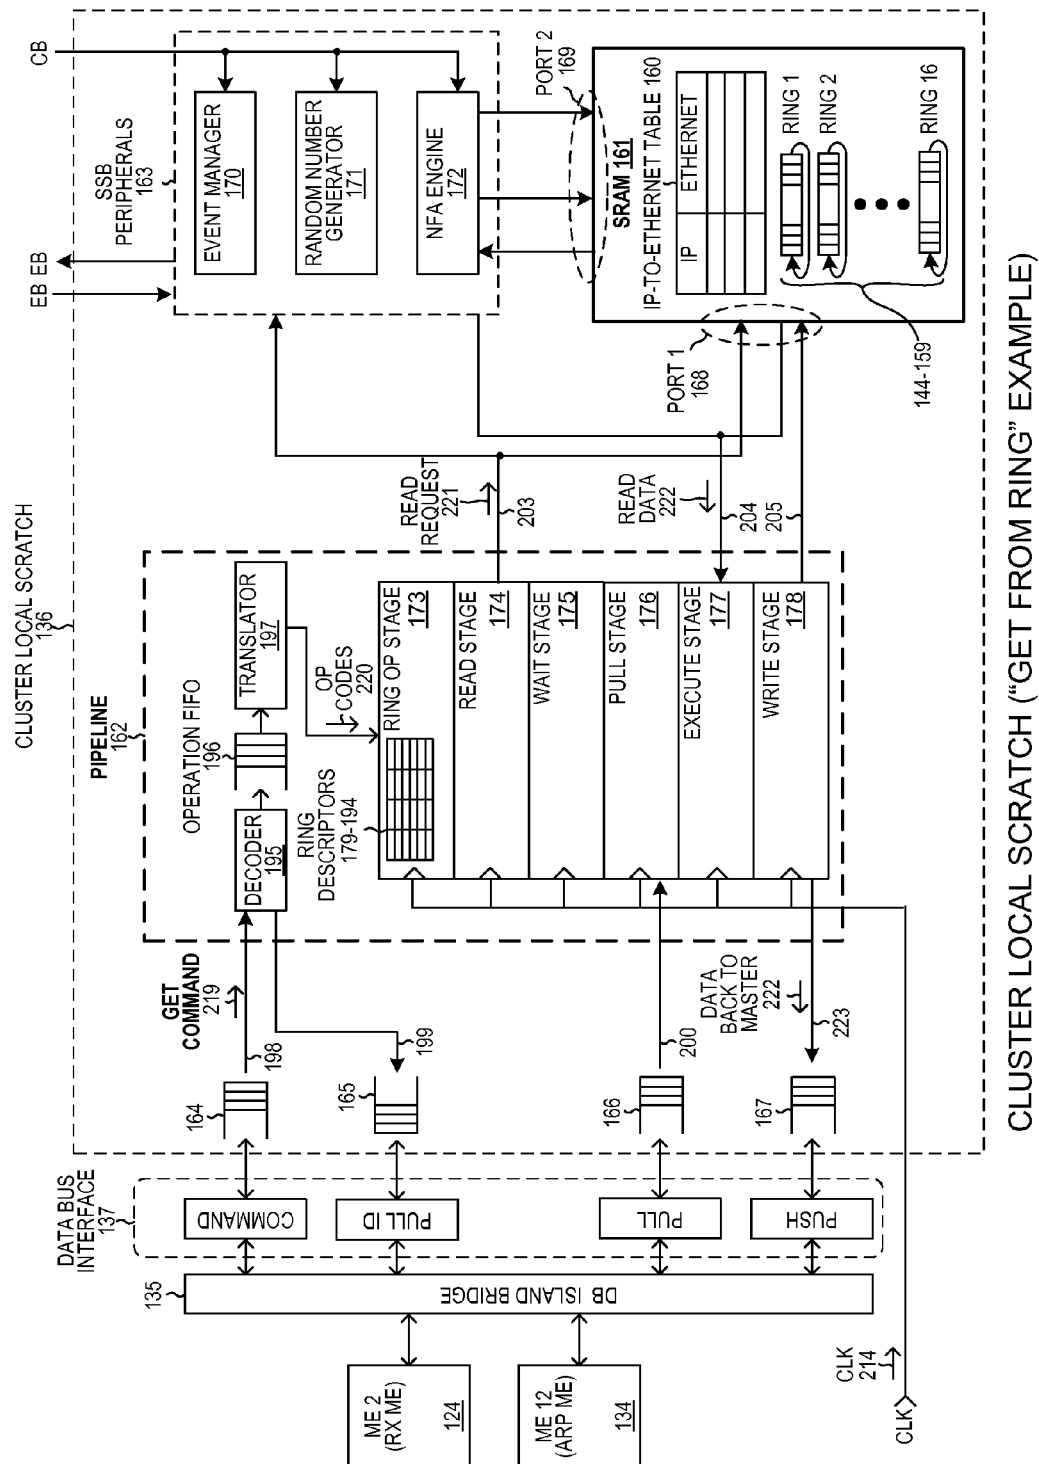 CLUSTER LOCAL SCRATCH
136
CB
EB
EB
SSB
PERIPHERALS
163
EVENT MANAGER
170
RANDOM NUMBER
GENERATOR
171
NFA ENGINE
172
PORT 2
169
SRAM 161
IP-TO-ETHERNET TABLE 160
IP
ETHERNET
RING 1
RING 2
RING 16
144-159
PORT 1
168
READ
REQUEST
221
203
READ
DATA
222
204
205
PIPELINE
162
OPERATION FIFO
196
TRANSLATOR
197
DECODER
195
OP
CODES
220
RING
DESCRIPTORS
179-194
RING OP STAGE
173
READ STAGE
174
WAIT STAGE
175
PULL STAGE
176
EXECUTE STAGE
177
WRITE STAGE
178
GET
COMMAND
219
198
199
200
DATA
BACK TO
MASTER
222
223
164
165
166
167
DATA BUS
INTERFACE
137
COMMAND
PULL ID
PULL
PUSH
135
DB ISLAND BRIDGE
ME 2
(RX ME)
124
ME 12
(ARP ME)
134
CLK
214
CLK
CLUSTER LOCAL SCRATCH ("GET FROM RING" EXAMPLE)